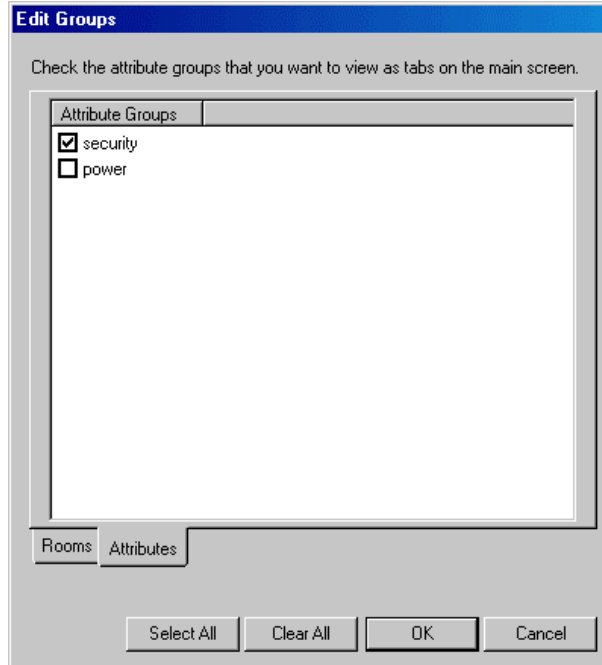 Edit Groups
Check the attribute groups that you want to view as tabs on the main screen.
Attribute Groups
security
power
Rooms Attributes
Select All Clear All OK Cancel